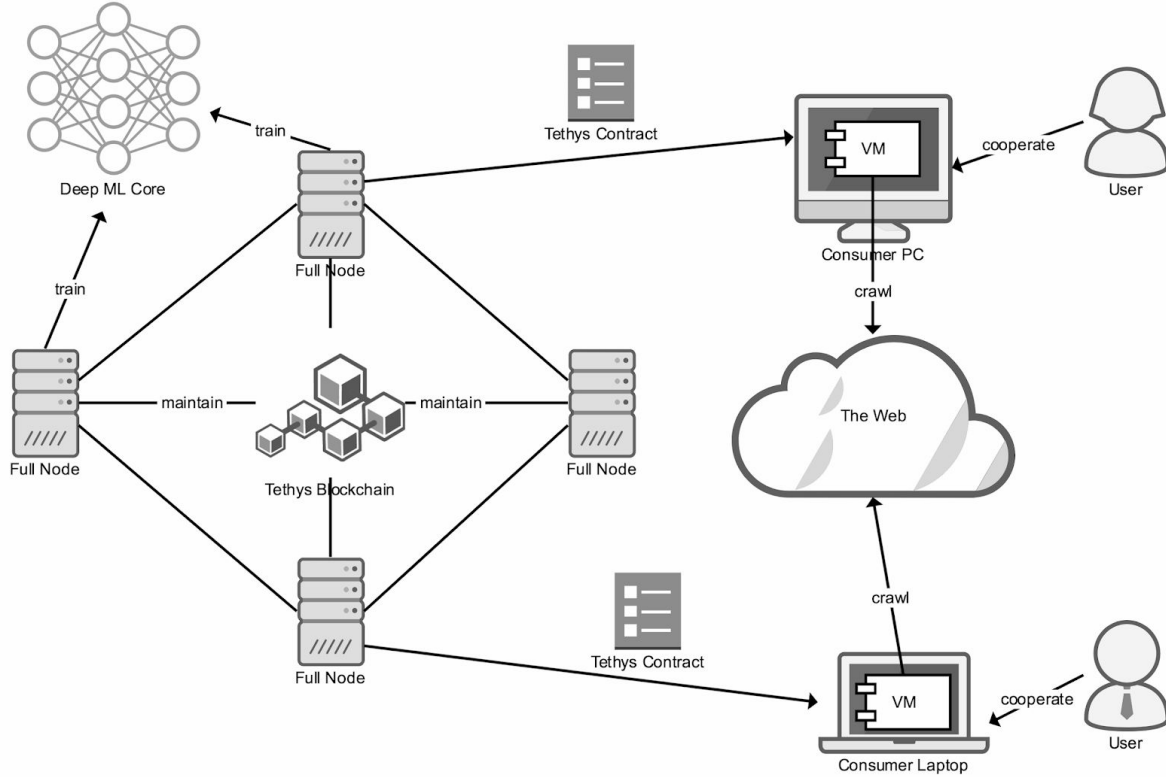 Tethys Contract
train
VM
cooperate
Deep ML Core
User
Consumer PC
Full Node
train
crawl
maintain
maintain
The Web
Full Node
Full Node
Tethys Blockchain
crawl
Tethys Contract
Full Node
VM
cooperate
User
Consumer Laptop